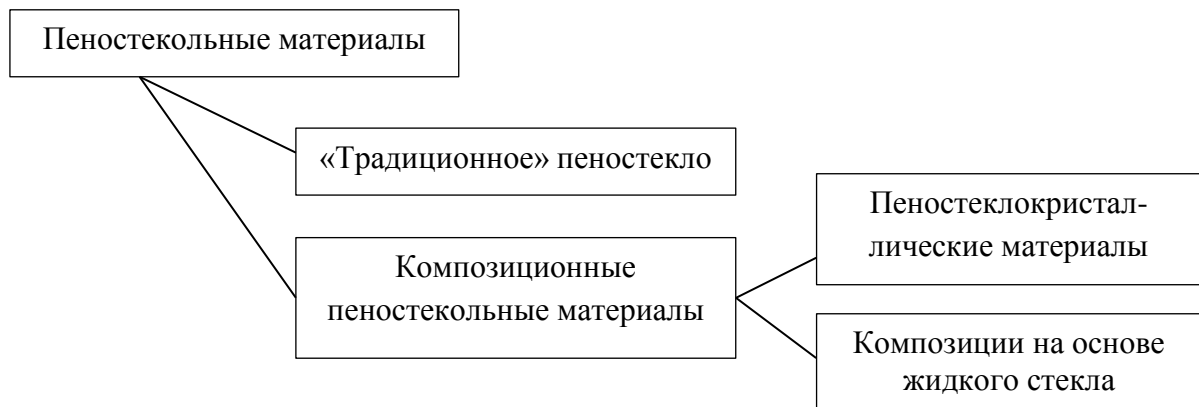 Пеностекольные материалы
«Традиционное» пеностекло
Композиционные
пеностекольные материалы
Пеностеклокристал-
лические материалы
Композиции на основе
жидкого стекла